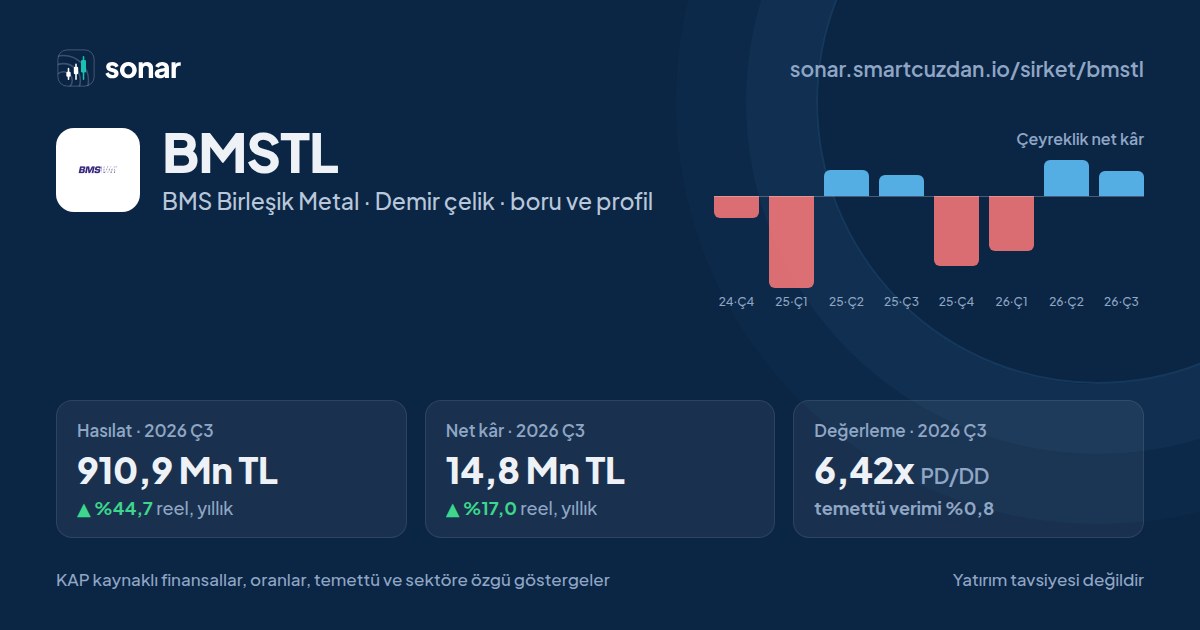 sonar
sonar.smartcuzdan.io/sirket/bmstl
BMS
BMSTL
BMS Birleşik Metal · Demir çelik · boru ve profil
Çeyreklik net kâr
24·Ç4 25·Ç1 25·Ç2 25·Ç3 25·Ç4 26·Ç1 26·Ç2 26·Ç3
Hasılat · 2026 Ç3
910,9 Mn TL
▲ %44,7 reel, yıllık
Net kâr · 2026 Ç3
14,8 Mn TL
▲ %17,0 reel, yıllık
Değerleme · 2026 Ç3
6,42x PD/DD
temettü verimi %0,8
KAP kaynaklı finansallar, oranlar, temettü ve sektöre özgü göstergeler
Yatırım tavsiyesi değildir